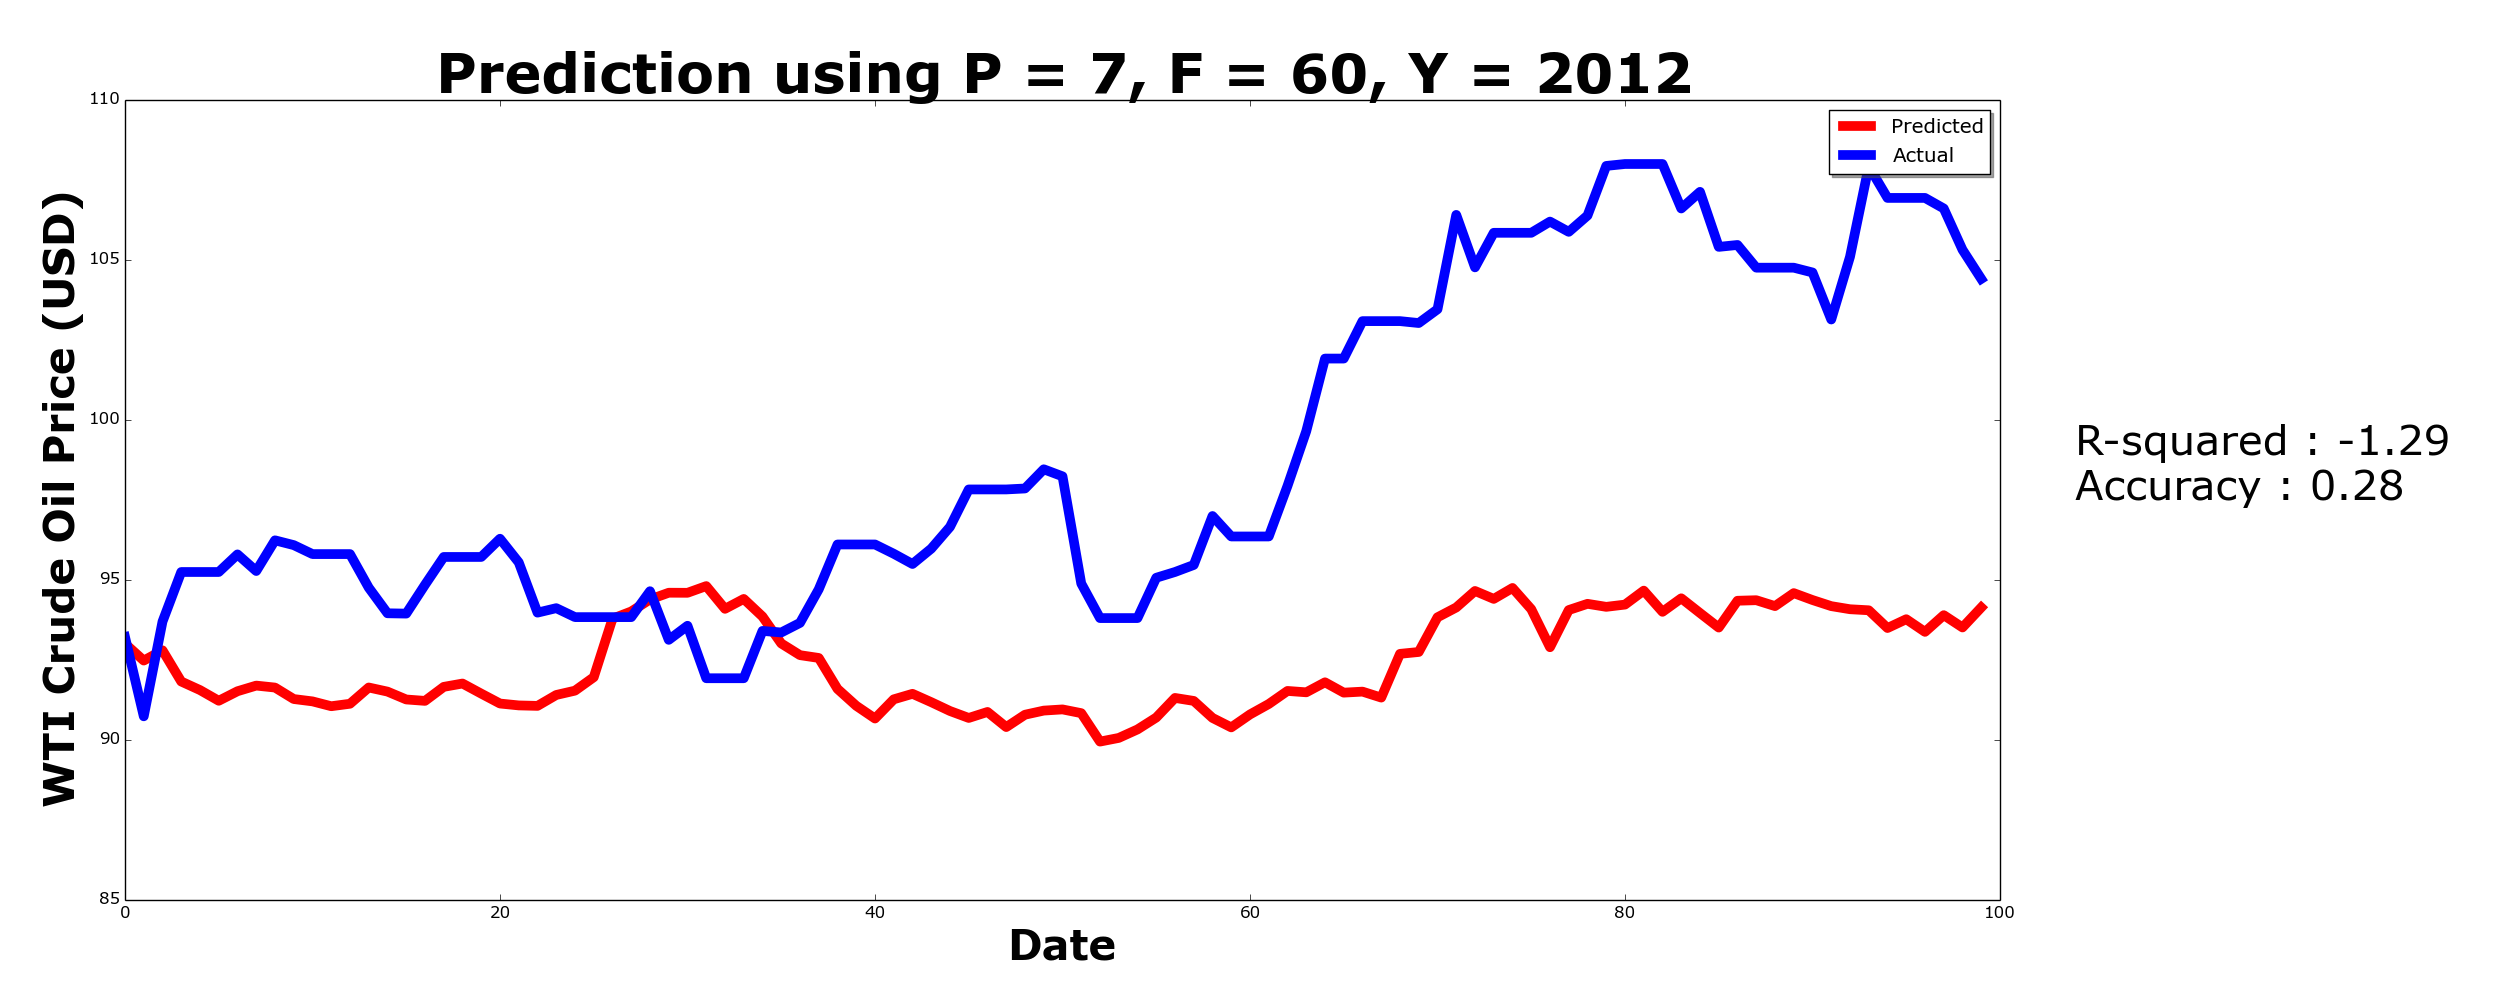 Prediction using P = 7, F = 60, Y = 2012
WTI Crude Oil Price (USD)
110
105
100
95
90
85
0 20 40 60 80 100
Date
Predicted
Actual
R-squared : -1.29
Accuracy : 0.28